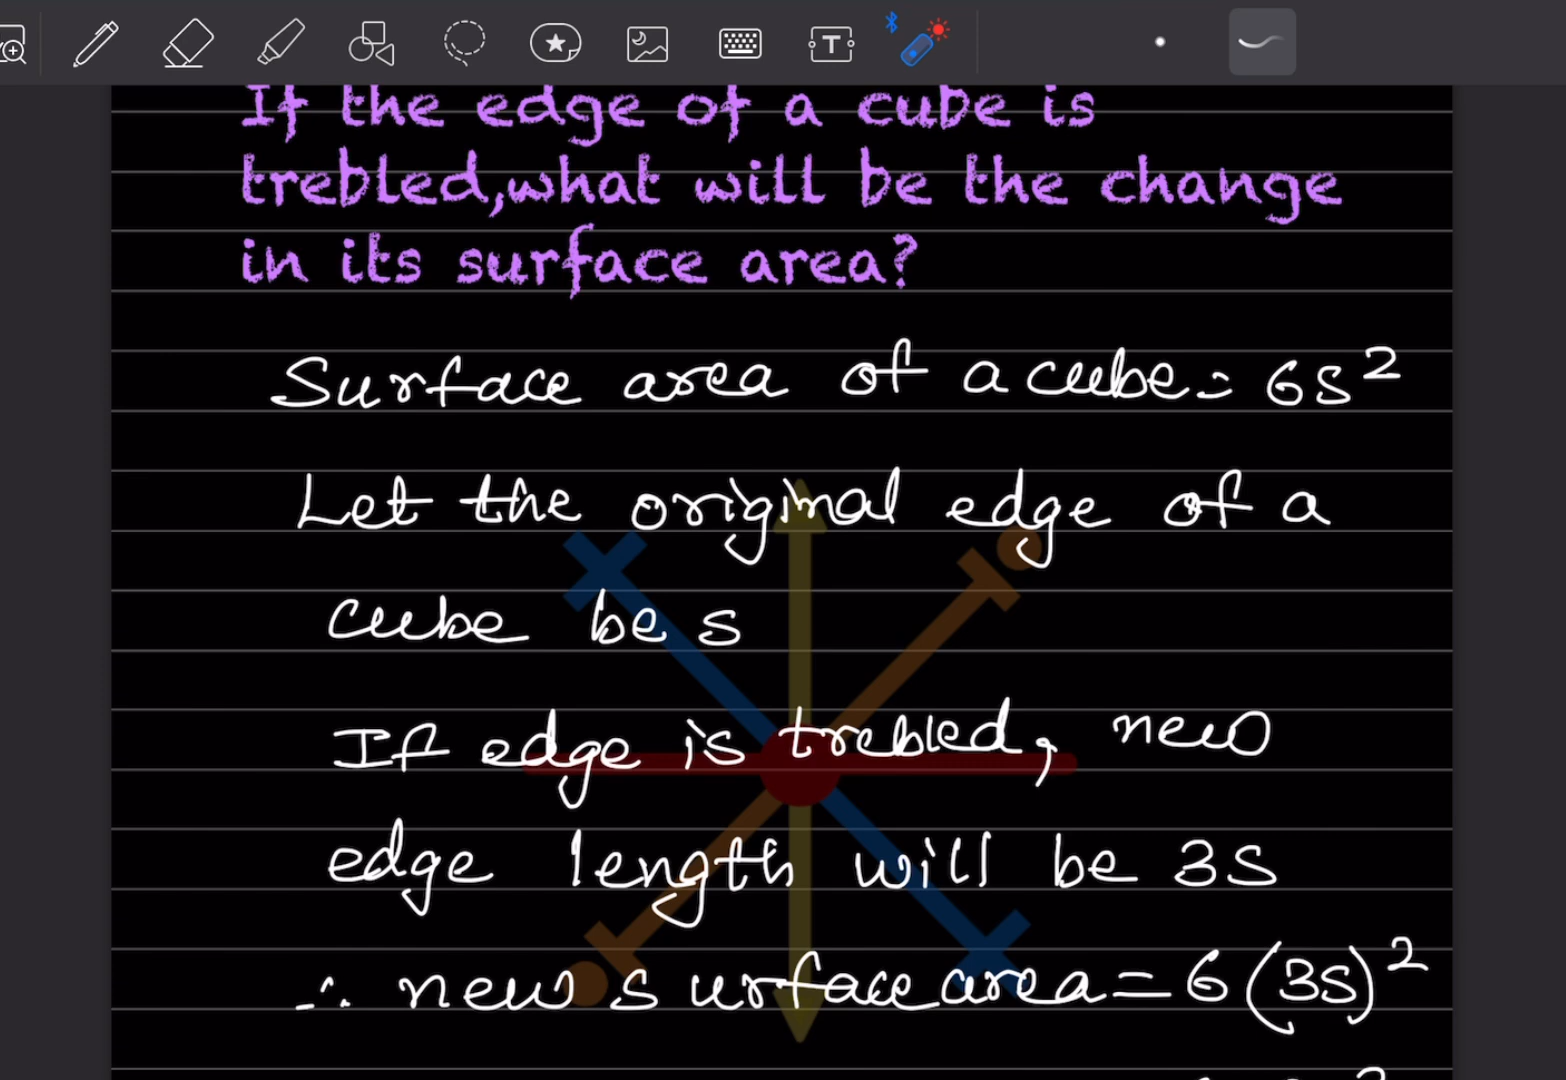 If the edge of a cube is
trebled,what will be the change
in its surface area?
Surface area of a cube = 6s²
Let the original edge of a
cube be s
If edge is trebled, new
edge length will be 3s
∴ new surface area = 6(3s)²